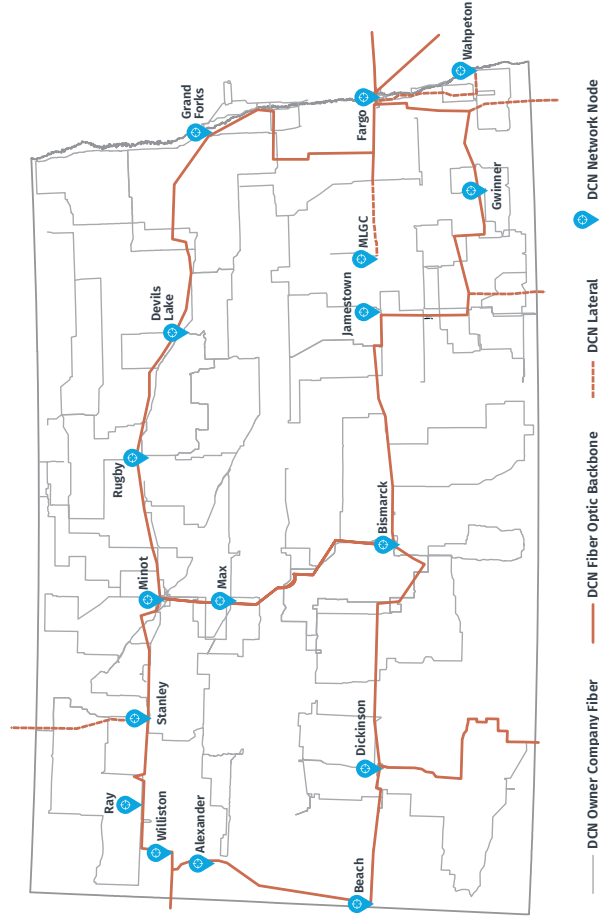 Grand
Forks
Wahpeton
Fargo
Gwinner
MLGC
Devils
Lake
Jamestown
Rugby
Bismarck
Minot
Max
Stanley
Dickinson
Ray
Williston
Alexander
Beach
DCN Owner Company Fiber
DCN Fiber Optic Backbone
DCN Lateral
DCN Network Node